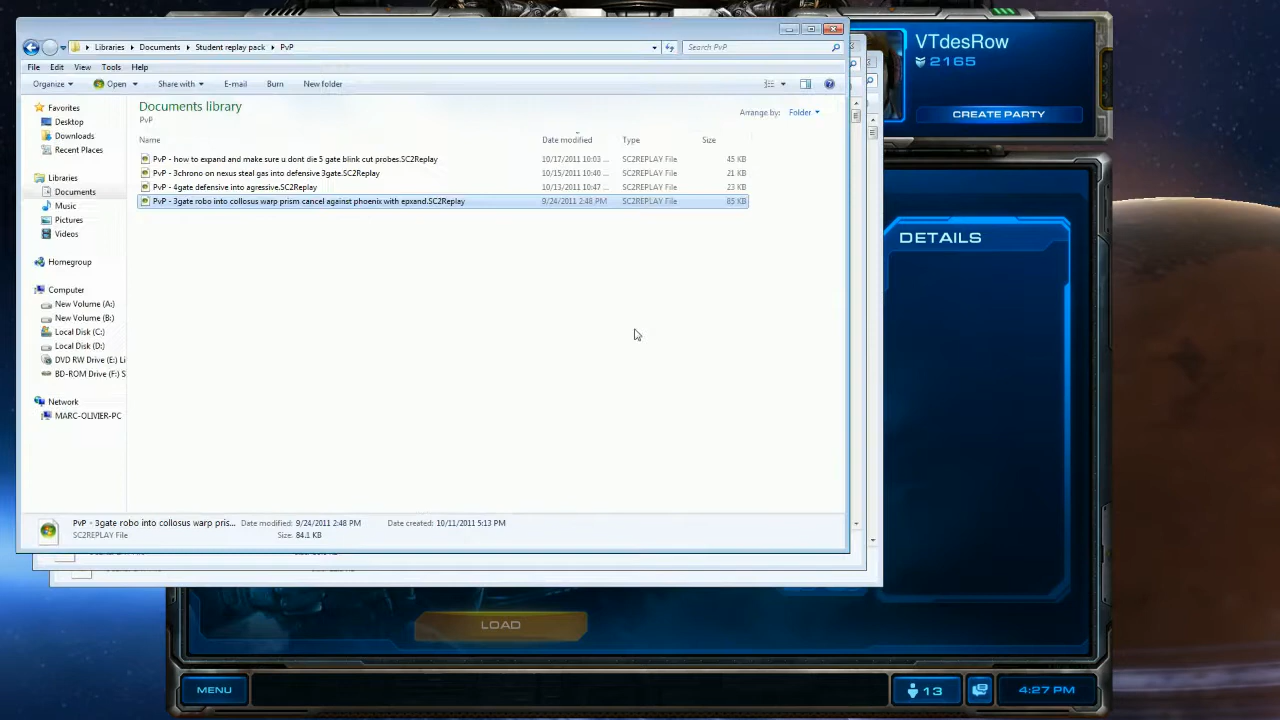 Libraries Documents Student replay pack PvP
Search PvP
VTdesRow
2165
CREATE PARTY
File Edit View Tools Help
Organize Open Share with E-mail Burn New folder
Favorites
Desktop
Downloads
Recent Places
Libraries
Documents
Music
Pictures
Videos
Homegroup
Computer
New Volume (A:)
New Volume (B:)
Local Disk (C:)
Local Disk (D:)
DVD RW Drive (E:) Li
BD-ROM Drive (F:) S
Network
MARC-OLIVIER-PC
Documents library
PvP
Arrange by: Folder
Name Date modified Type Size
PvP - how to expand and make sure u dont die 5 gate blink cut probes.SC2Replay 10/17/2011 10:03 ... SC2REPLAY File 45 KB
PvP - 3chrono on nexus steal gas into defensive 3gate.SC2Replay 10/15/2011 10:40 ... SC2REPLAY File 21 KB
PvP - 4gate defensive into agressive.SC2Replay 10/13/2011 10:47 ... SC2REPLAY File 23 KB
PvP - 3gate robo into collosus warp prism cancel against phoenix with epxand.SC2Replay 9/24/2011 2:48 PM SC2REPLAY File 85 KB
DETAILS
PvP - 3gate robo into collosus warp pris... Date modified: 9/24/2011 2:48 PM Date created: 10/11/2011 5:13 PM
SC2REPLAY File Size: 84.1 KB
LOAD
MENU
13
4:27 PM